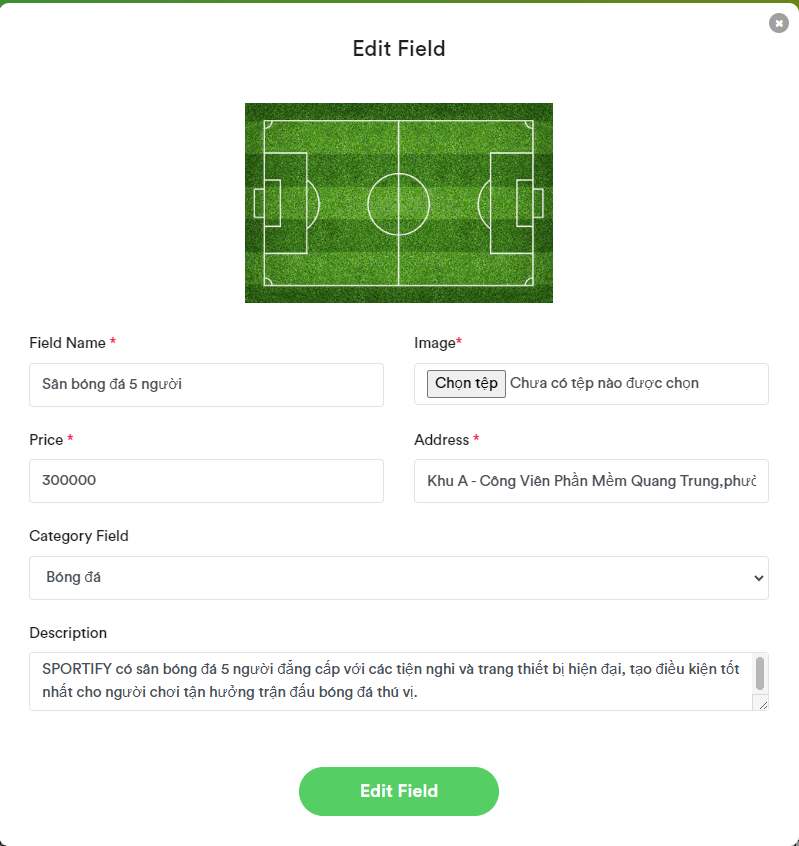 Edit Field
Field Name *
Image*
Sân bóng đá 5 người
Chọn tệp Chưa có tệp nào được chọn
Price *
Address *
300000
Khu A - Công Viên Phần Mềm Quang Trung,
Category Field
Bóng đá
Description
SPORTIFY có sân bóng đá 5 người đẳng cấp với các tiện nghi và trang thiết bị hiện đại, tạo điều kiện tốt
nhất cho người chơi tận hưởng trận đấu bóng đá thú vị.
Edit Field